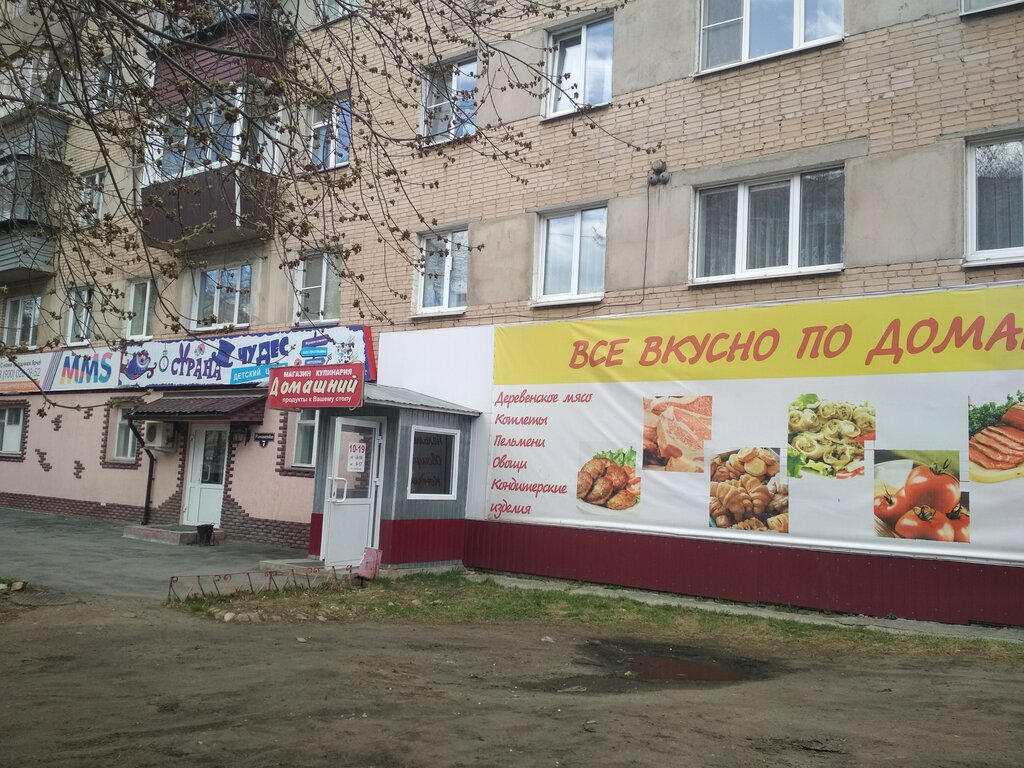 MMS
СТРАНА ЧУДЕС
ДЕТСКИЙ
МАГАЗИН КУЛИНАРИЯ
Домашний
продукты к Вашему столу
10-19
ВСЕ ВКУСНО ПО ДОМА
Деревенское мясо
Котлеты
Пельмени
Овощи
Кондитерские
изделия